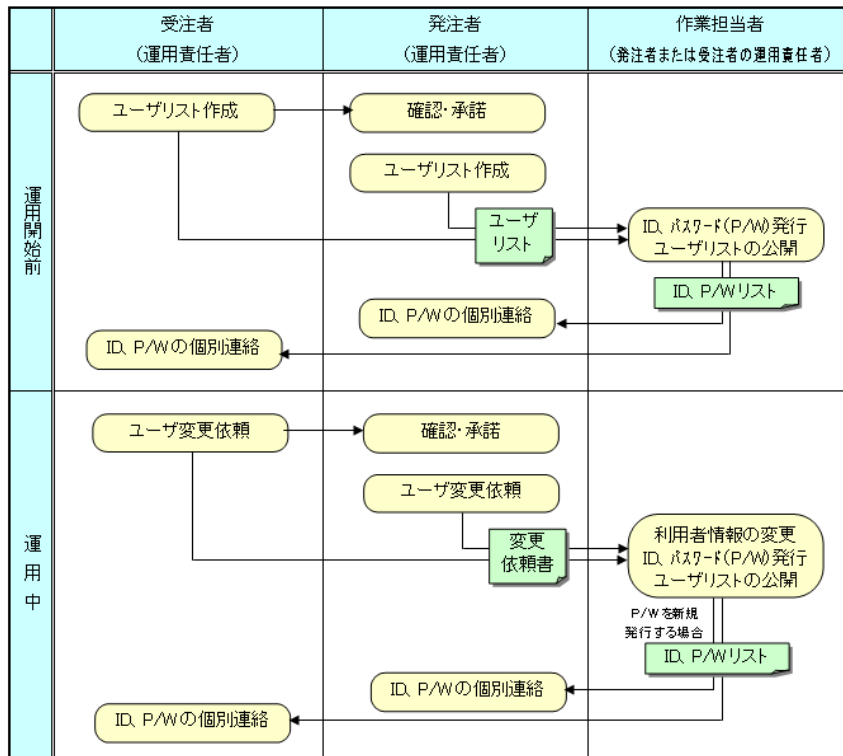 受注者
(運用責任者)
発注者
(運用責任者)
作業担当者
(発注者または受注者の運用責任者)
運用開始前
ユーザリスト作成
確認・承諾
ユーザリスト作成
ユーザ
リスト
ID、パスワード(P/W)発行
ユーザリストの公開
ID、P/Wリスト
ID、P/Wの個別連絡
ID、P/Wの個別連絡
運用中
ユーザ変更依頼
確認・承諾
ユーザ変更依頼
変更
依頼書
利用者情報の変更
ID、パスワード(P/W)発行
ユーザリストの公開
P/Wを新規
発行する場合
ID、P/Wリスト
ID、P/Wの個別連絡
ID、P/Wの個別連絡